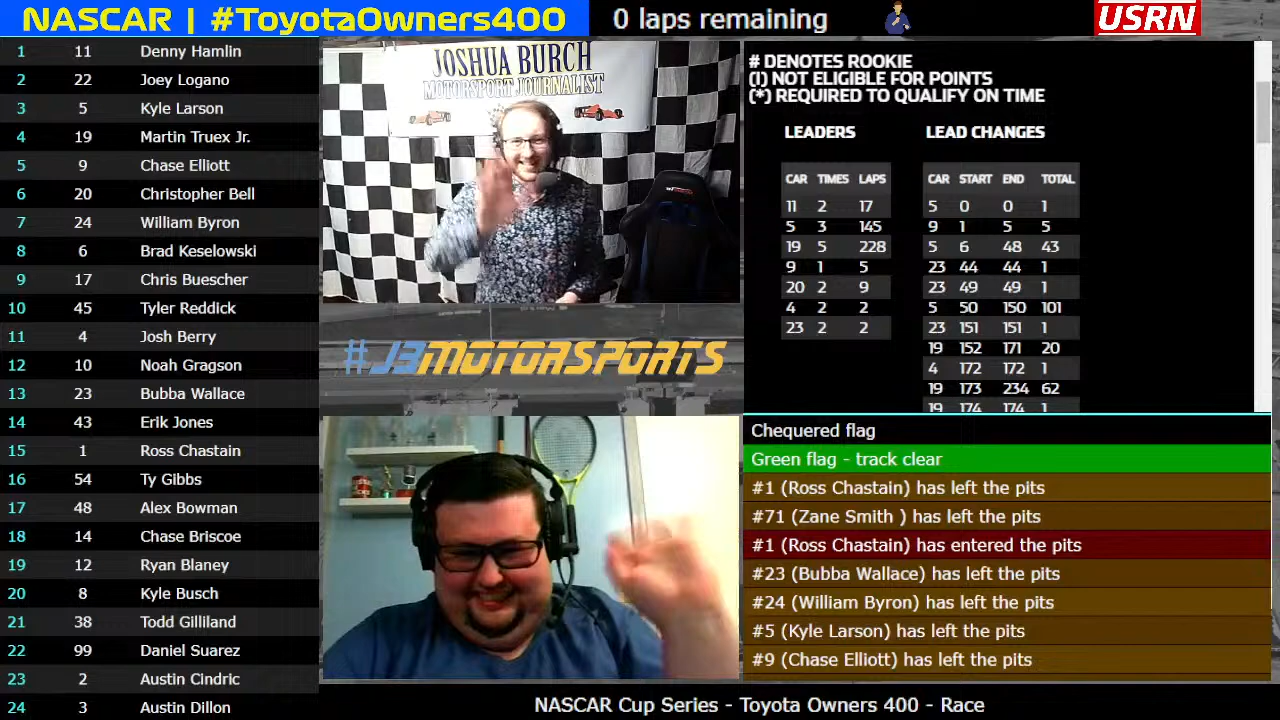 NASCAR | #ToyotaOwners400
0 laps remaining
USRN
1 11 Denny Hamlin
2 22 Joey Logano
3 5 Kyle Larson
4 19 Martin Truex Jr.
5 9 Chase Elliott
6 20 Christopher Bell
7 24 William Byron
8 6 Brad Keselowski
9 17 Chris Buescher
10 45 Tyler Reddick
11 4 Josh Berry
12 10 Noah Gragson
13 23 Bubba Wallace
14 43 Erik Jones
15 1 Ross Chastain
16 54 Ty Gibbs
17 48 Alex Bowman
18 14 Chase Briscoe
19 12 Ryan Blaney
20 8 Kyle Busch
21 38 Todd Gilliland
22 99 Daniel Suarez
23 2 Austin Cindric
24 3 Austin Dillon
JOSHUA BURCH
MOTORSPORT JOURNALIST
#JBMOTORSPORTS
# DENOTES ROOKIE
(I) NOT ELIGIBLE FOR POINTS
(*) REQUIRED TO QUALIFY ON TIME
LEADERS
CAR TIMES LAPS
11 2 17
5 3 145
19 5 228
9 1 5
20 2 9
4 2 2
23 2 2
LEAD CHANGES
CAR START END TOTAL
5 0 0 1
9 1 5 5
5 6 48 43
23 44 44 1
23 49 49 1
5 50 150 101
23 151 151 1
19 152 171 20
4 172 172 1
19 173 234 62
19 174 174 1
Chequered flag
Green flag - track clear
#1 (Ross Chastain) has left the pits
#71 (Zane Smith ) has left the pits
#1 (Ross Chastain) has entered the pits
#23 (Bubba Wallace) has left the pits
#24 (William Byron) has left the pits
#5 (Kyle Larson) has left the pits
#9 (Chase Elliott) has left the pits
NASCAR Cup Series - Toyota Owners 400 - Race